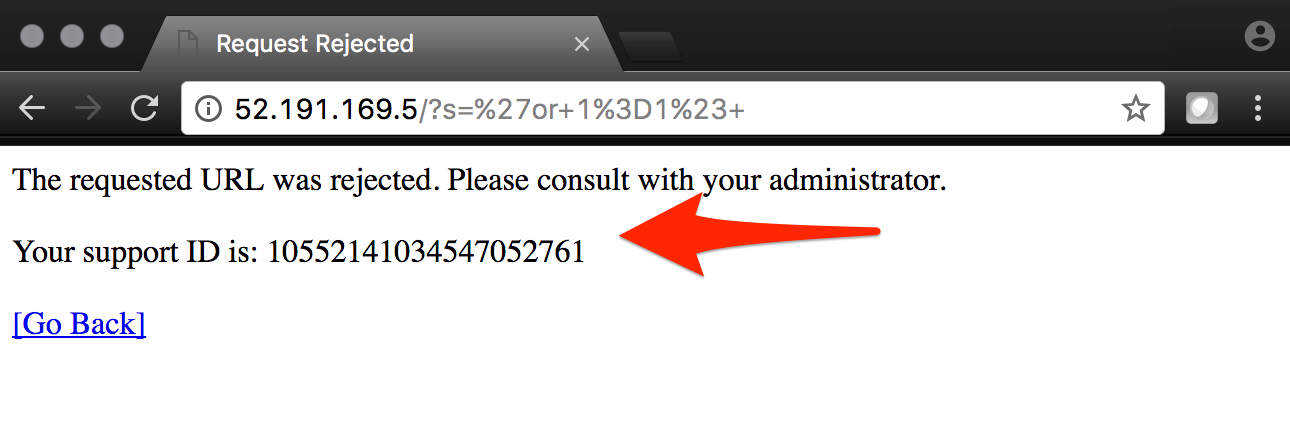 Request Rejected
52.191.169.5/?s=%27or+1%3D1%23+
The requested URL was rejected. Please consult with your administrator.
Your support ID is: 10552141034547052761
[Go Back]